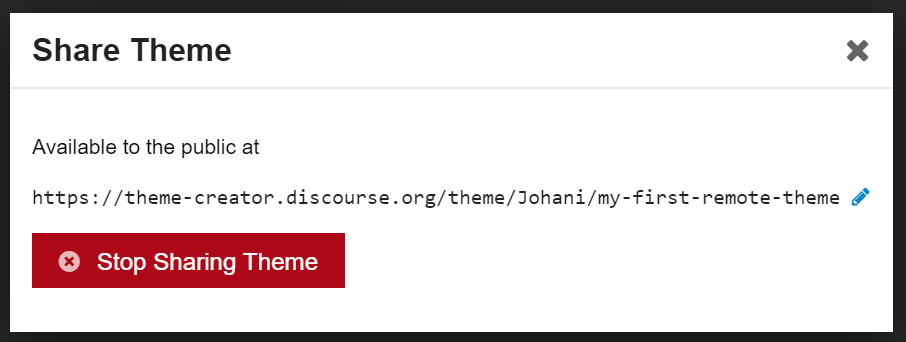 Share Theme
Available to the public at
https://theme-creator.discourse.org/theme/Johani/my-first-remote-theme
Stop Sharing Theme